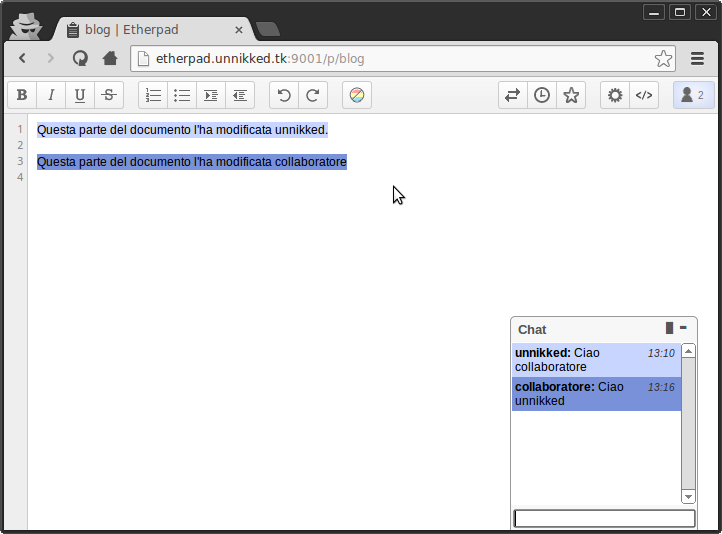 blog | Etherpad
etherpad.unnikked.tk:9001/p/blog
B I U S </> 2
1 Questa parte del documento l'ha modificata unnikked.
2
3 Questa parte del documento l'ha modificata collaboratore
4
Chat
unnikked: Ciao 13:10
collaboratore
collaboratore: Ciao 13:16
unnikked